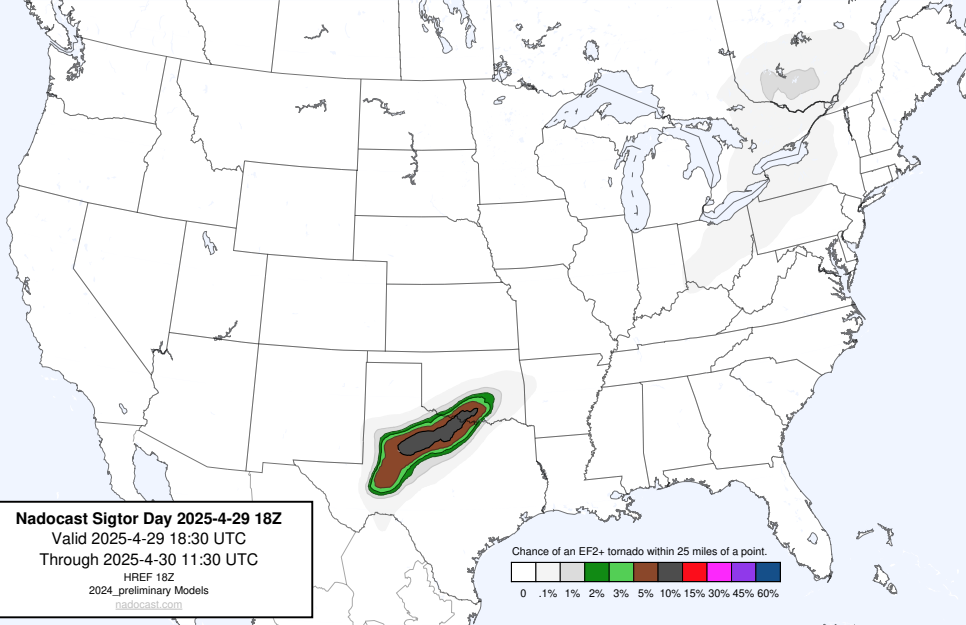 Nadocast Sigtor Day 2025-4-29 18Z
Valid 2025-4-29 18:30 UTC
Through 2025-4-30 11:30 UTC
HREF 18Z
2024_preliminary Models
nadocast.com
Chance of an EF2+ tornado within 25 miles of a point.
0 .1% 1% 2% 3% 5% 10% 15% 30% 45% 60%